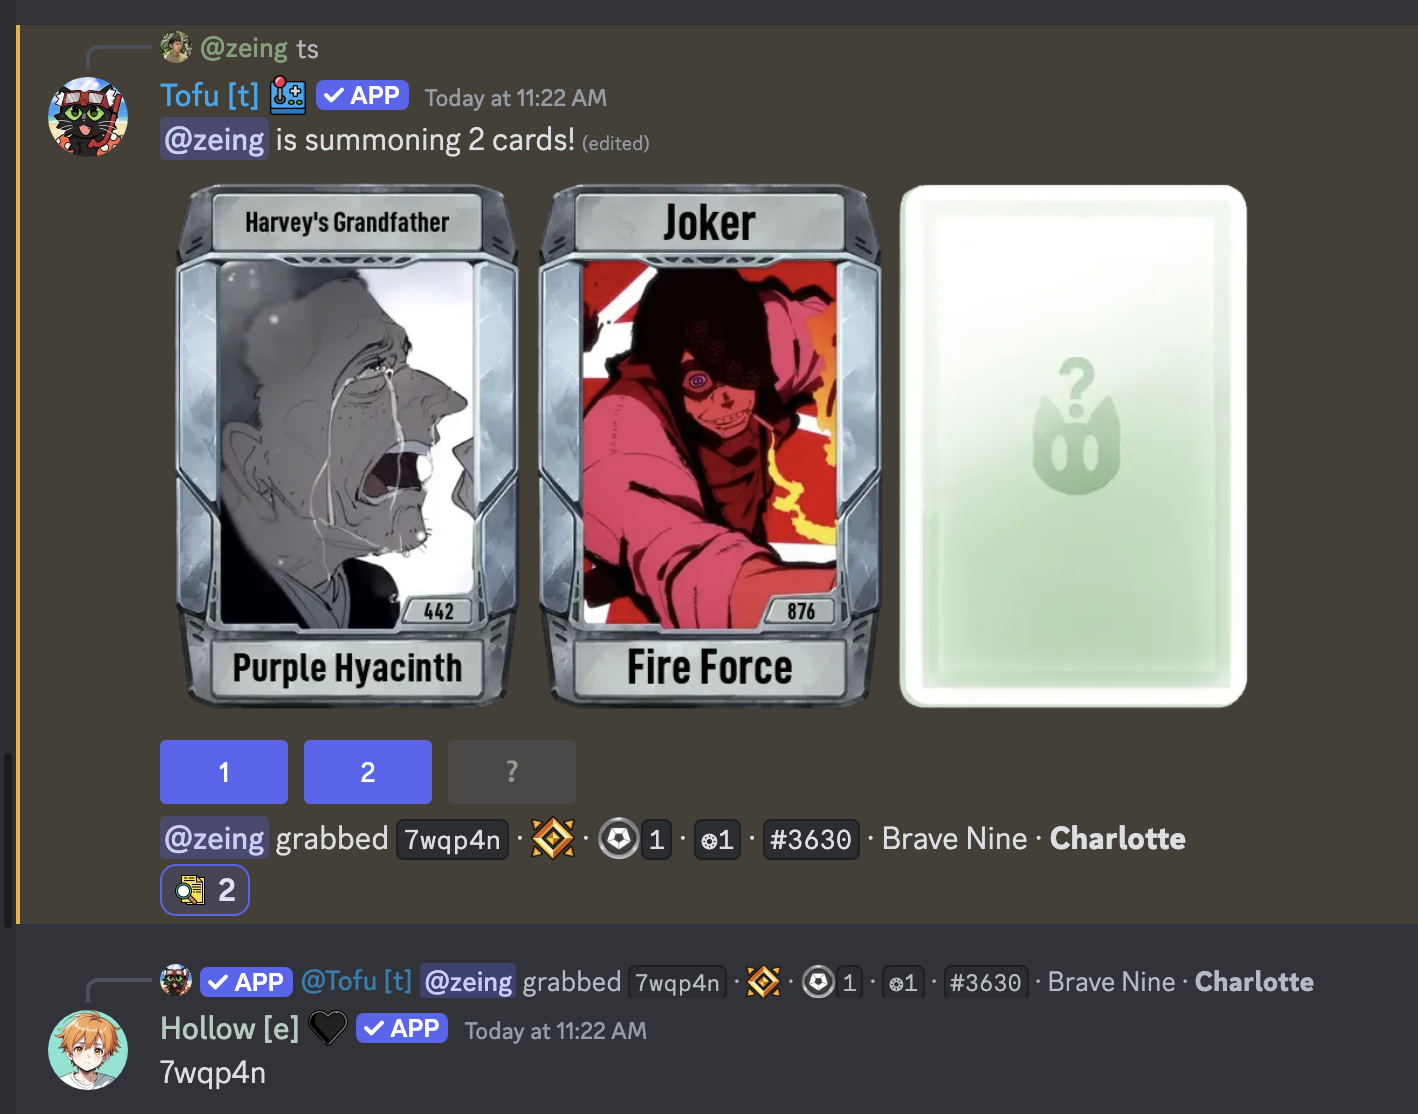 @zeing ts
Tofu [t] APP Today at 11:22 AM
@zeing is summoning 2 cards! (edited)
Harvey's Grandfather
442
Purple Hyacinth
Joker
876
Fire Force
?
1 2 ?
@zeing grabbed 7wqp4n · · 1 · 1 · #3630 · Brave Nine · Charlotte
2
APP @Tofu [t] @zeing grabbed 7wqp4n · · 1 · 1 · #3630 · Brave Nine · Charlotte
Hollow [e] APP Today at 11:22 AM
7wqp4n